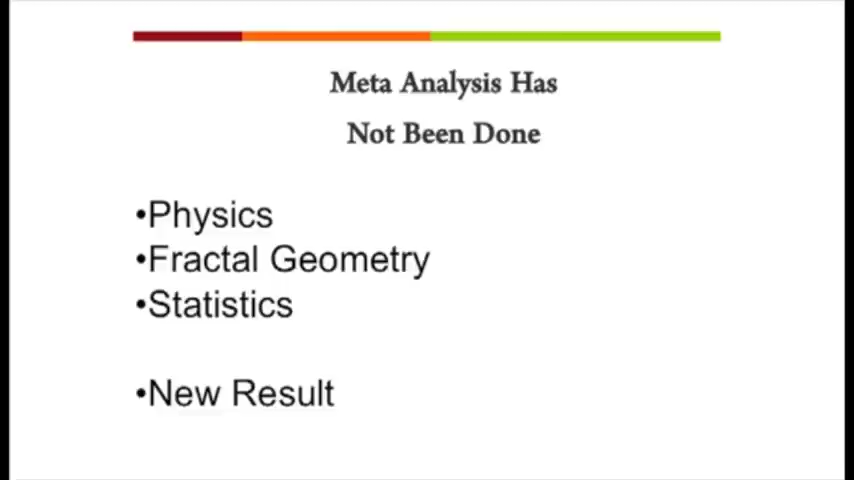 Meta Analysis Has
Not Been Done
•Physics
•Fractal Geometry
•Statistics
•New Result